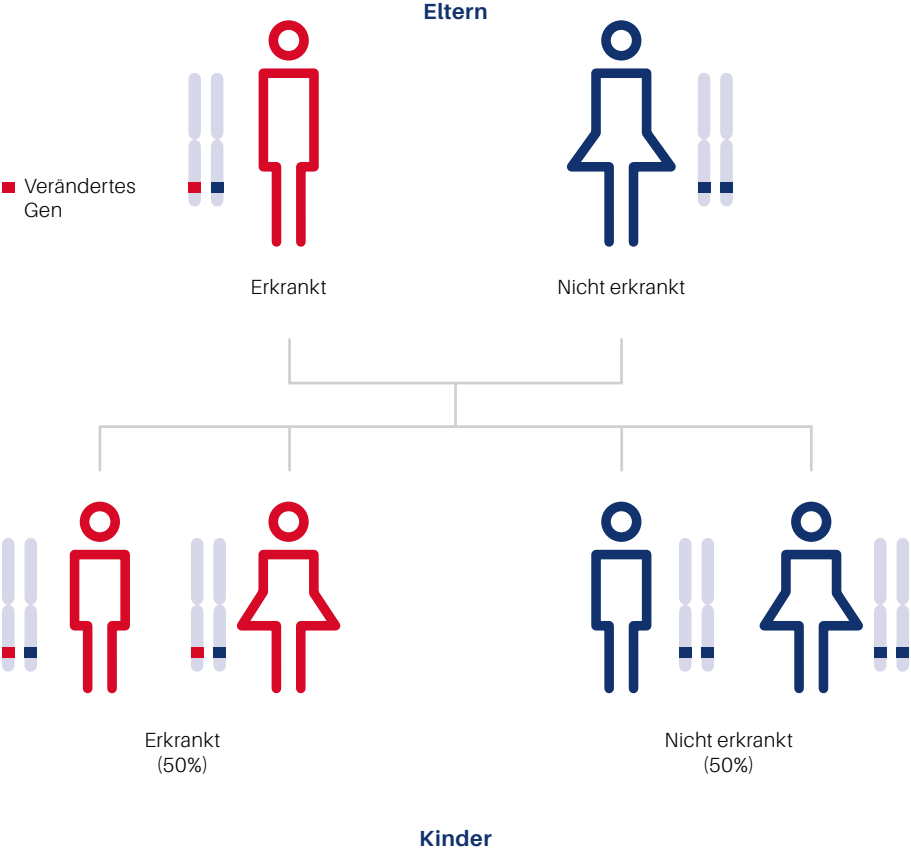 Eltern
Verändertes
Gen
Erkrankt
Nicht erkrankt
Erkrankt
(50%)
Nicht erkrankt
(50%)
Kinder